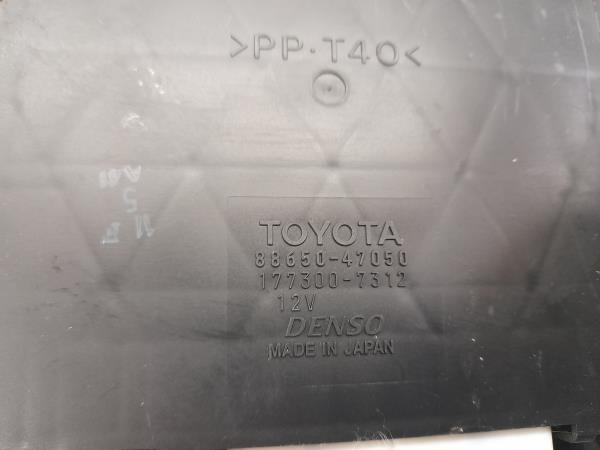 >PP·T40<
TOYOTA
88650-47050
177300-7312
12V
DENSO
MADE IN JAPAN